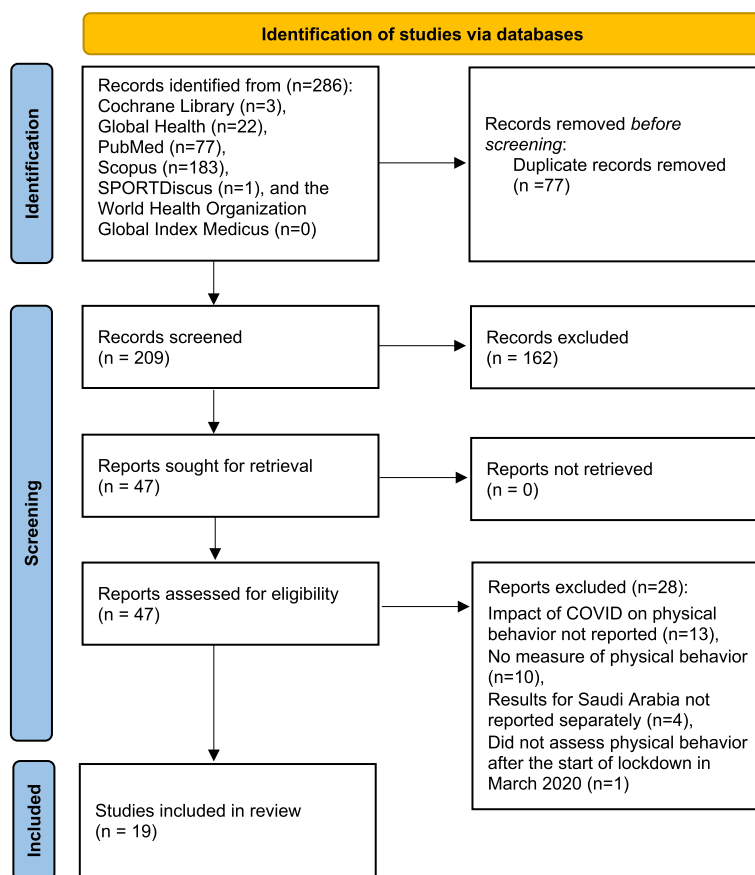 Identification of studies via databases
Identification
Records identified from (n=286):
Cochrane Library (n=3),
Global Health (n=22),
PubMed (n=77),
Scopus (n=183),
SPORTDiscus (n=1), and the
World Health Organization
Global Index Medicus (n=0)
Records removed before
screening:
Duplicate records removed
(n =77)
Screening
Records screened
(n = 209)
Records excluded
(n = 162)
Reports sought for retrieval
(n = 47)
Reports not retrieved
(n = 0)
Reports assessed for eligibility
(n = 47)
Reports excluded (n=28):
Impact of COVID on physical
behavior not reported (n=13),
No measure of physical behavior
(n=10),
Results for Saudi Arabia not
reported separately (n=4),
Did not assess physical behavior
after the start of lockdown in
March 2020 (n=1)
Included
Studies included in review
(n = 19)